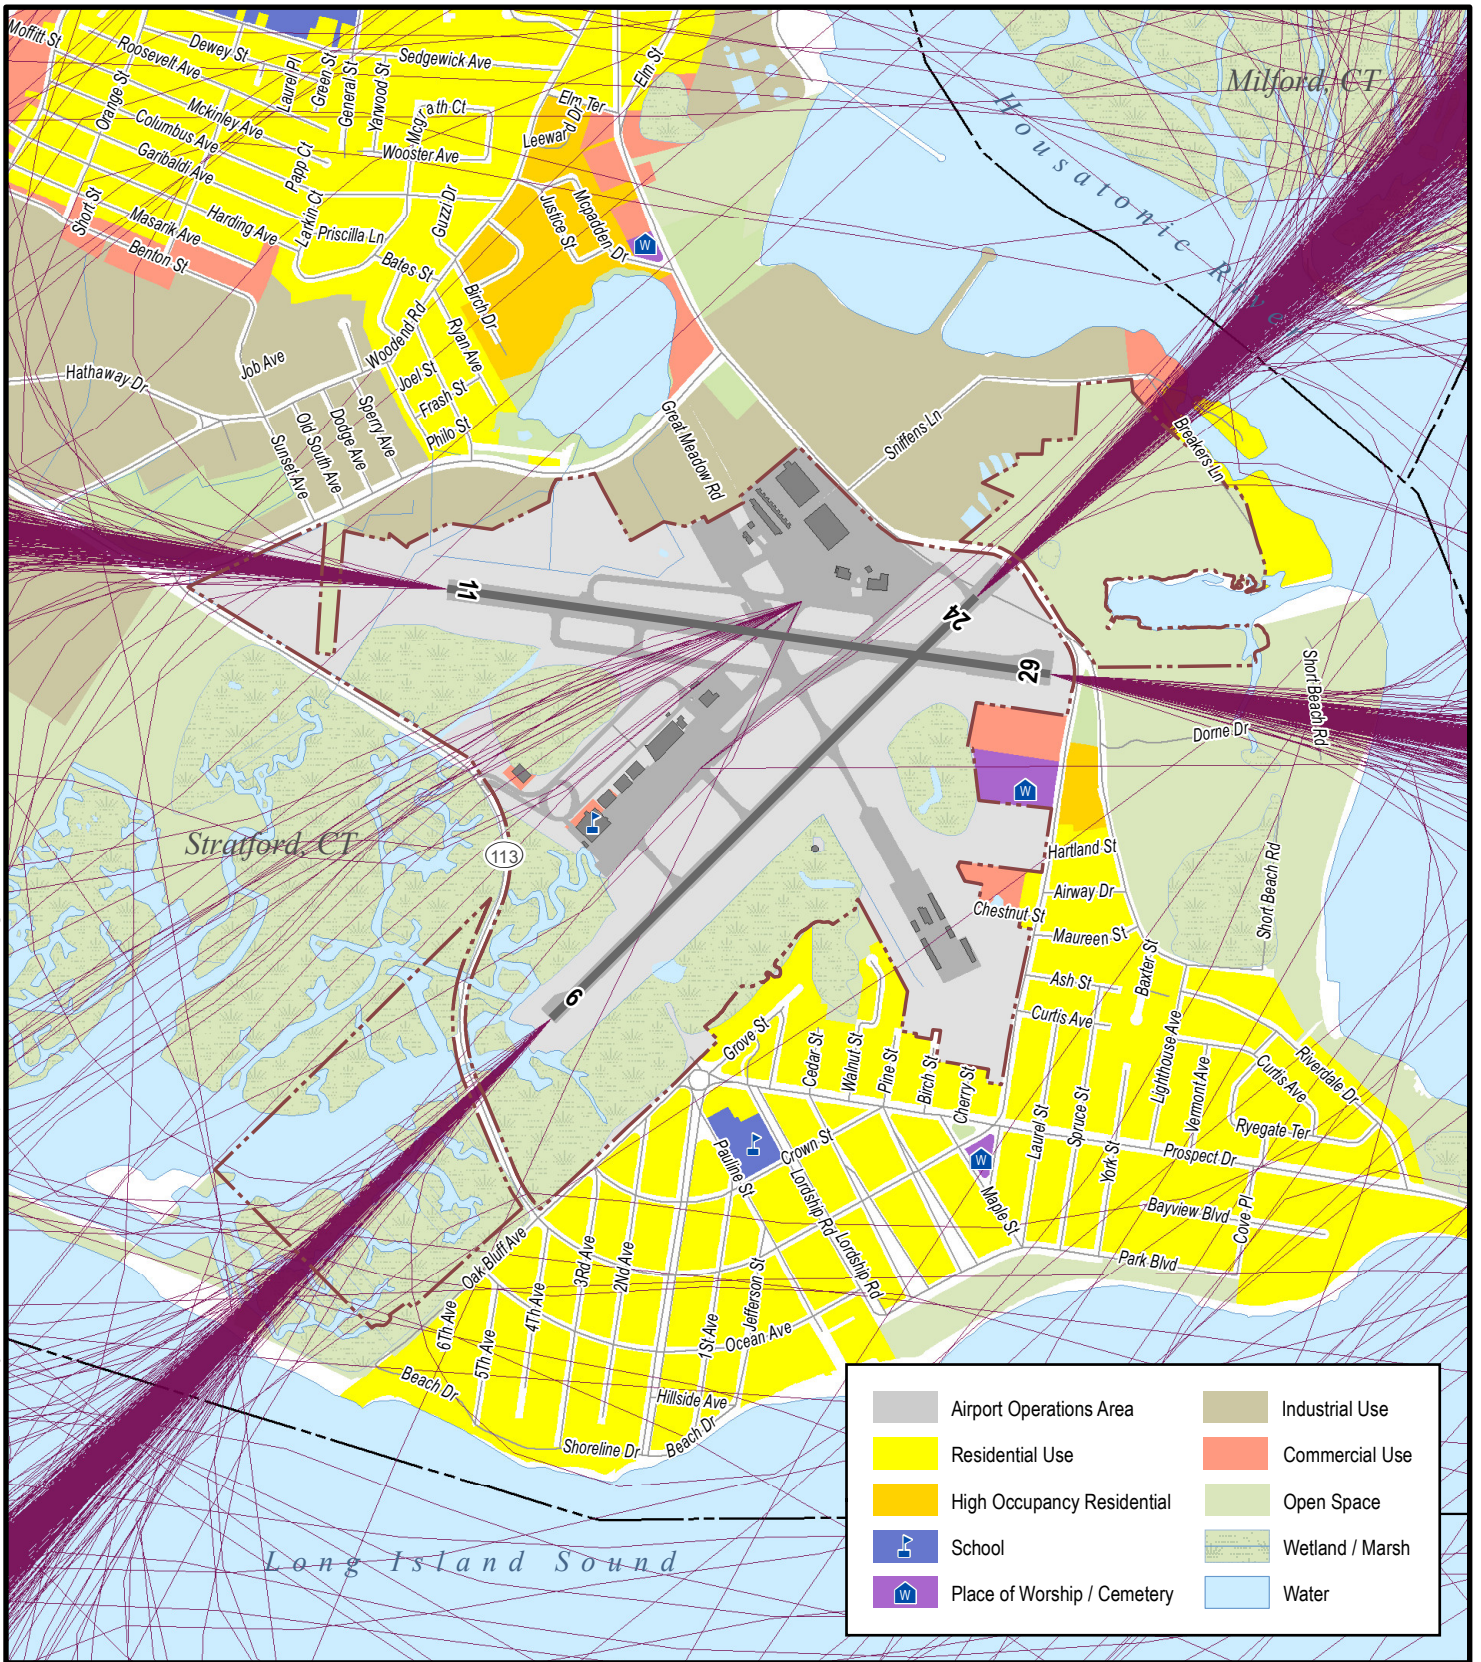 Moffitt St
Roosevelt Ave
Dewey St
Laurel Pl
Green St
General St
Yarwood St
Sedgewick Ave
Elm St
Milford, CT
Orange St
Mckinley Ave
Columbus Ave
Garibaldi Ave
Papp Ct
Mcgrath Ct
Wooster Ave
Elm Ter
Leeward Dr
Housatonic River
Short St
Masarik Ave
Harding Ave
Larkin Ct
Priscilla Ln
Guzzi Dr
Justice St
Mcpadden Dr
W
Benton St
Bates St
Birch Dr
Woodend Rd
Ryan Ave
Hathaway Dr
Job Ave
Joel St
Frash St
Philo St
Sperry Ave
Dodge Ave
Old South Ave
Sunset Ave
Great Meadow Rd
Sniffens Ln
Breakers Ln
11
24
29
Short Beach Rd
Dorne Dr
W
Stratford, CT
113
Hartland St
Airway Dr
Chestnut St
Maureen St
Short Beach Rd
Baxter St
Ash St
Curtis Ave
6
Grove St
Cedar St
Walnut St
Pine St
Birch St
Cherry St
Laurel St
Spruce St
York St
Lighthouse Ave
Vermont Ave
Curtis Ave
Riverdale Dr
Ryegate Ter
Prospect Dr
Pauline St
Crown St
Lordship Rd
W
Maple St
Bayview Blvd
Cove Pl
Park Blvd
Lordship Rd
Oak Bluff Ave
3Rd Ave
2Nd Ave
4Th Ave
6Th Ave
5Th Ave
1St Ave
Jefferson St
Ocean Ave
Beach Dr
Hillside Ave
Shoreline Dr
Beach Dr
Long Island Sound
Airport Operations Area
Industrial Use
Residential Use
Commercial Use
High Occupancy Residential
Open Space
School
Wetland / Marsh
W
Place of Worship / Cemetery
Water